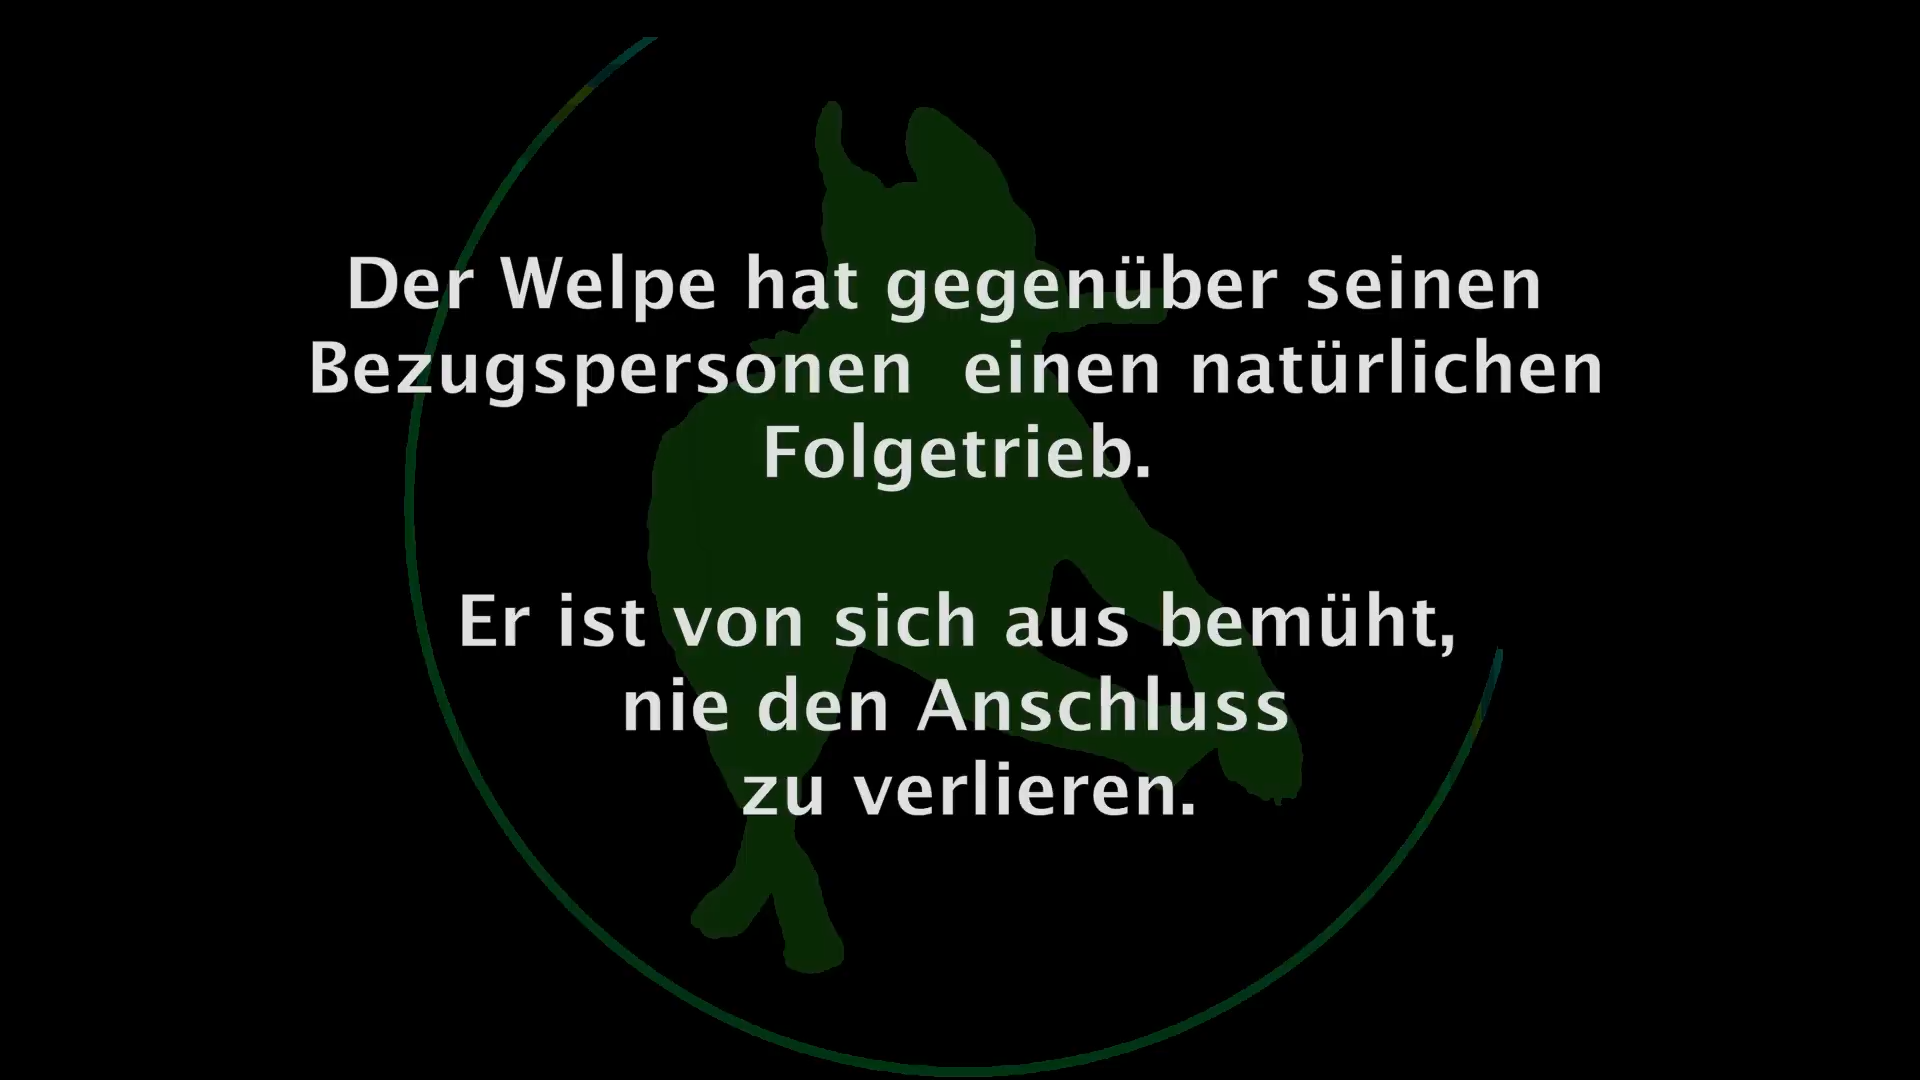 Der Welpe hat gegenüber seinen
Bezugspersonen  einen natürlichen
Folgetrieb.
Er ist von sich aus bemüht,
nie den Anschluss
zu verlieren.